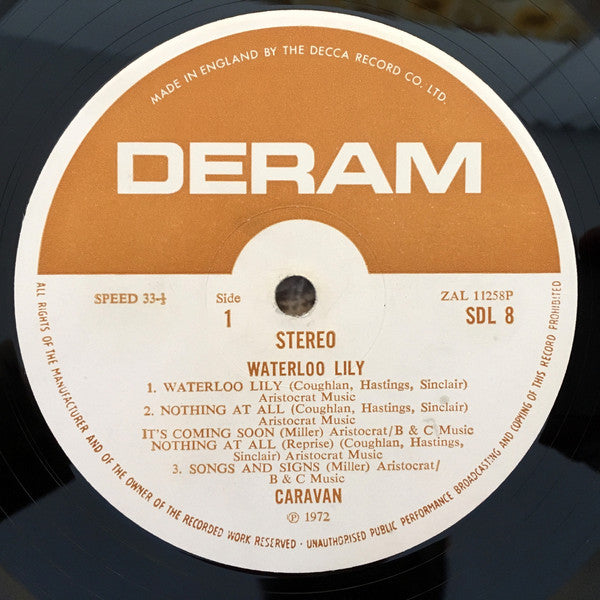 MADE IN ENGLAND BY THE DECCA RECORD CO. LTD.
DERAM
SPEED 33-⅓
Side
1
ZAL 11258P
SDL 8
STEREO
WATERLOO LILY
1. WATERLOO LILY (Coughlan, Hastings, Sinclair)
Aristocrat Music
2. NOTHING AT ALL (Coughlan, Hastings, Sinclair)
Aristocrat Music
IT'S COMING SOON (Miller) Aristocrat/B & C Music
NOTHING AT ALL (Reprise) (Coughlan, Hastings,
Sinclair) Aristocrat Music
3. SONGS AND SIGNS (Miller) Aristocrat/
B & C Music
CARAVAN
℗ 1972
ALL RIGHTS OF THE MANUFACTURER AND OF THE OWNER OF THE RECORDED WORK RESERVED · UNAUTHORISED PUBLIC PERFORMANCE BROADCASTING AND COPYING OF THIS RECORD PROHIBITED